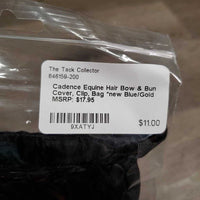 The Tack Collector
646159-200
Cadence Equine Hair Bow & Bun
Cover, Clip, Bag *new Blue/Gold
MSRP: $17.95
9XATYJ
$11.00